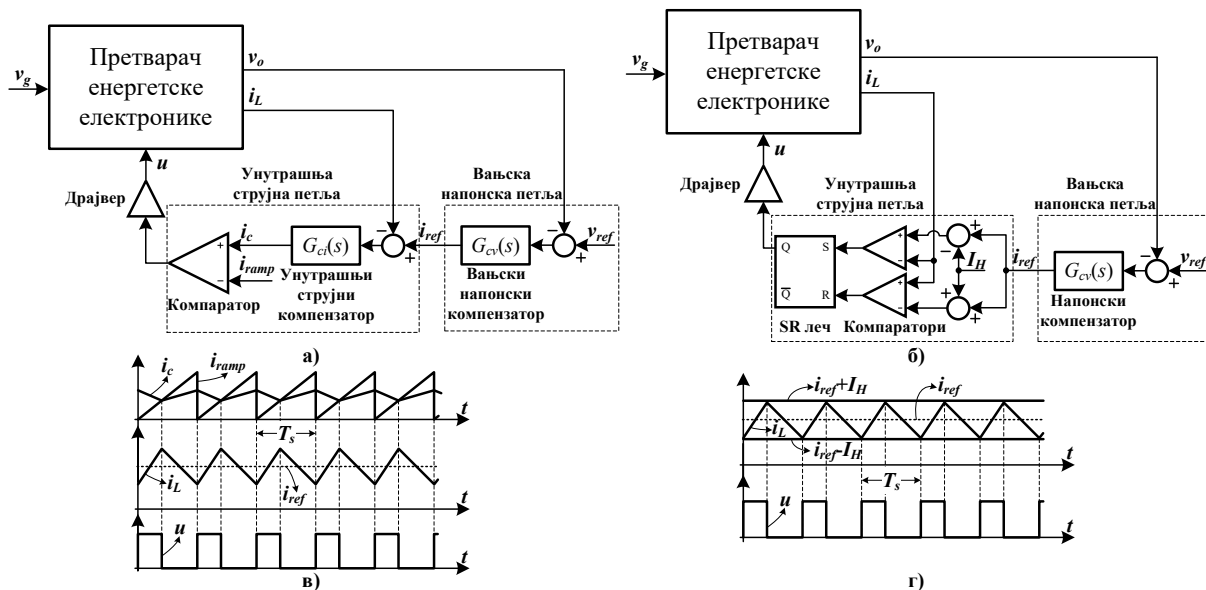 Претварач
енергетске
електронике
v_g
v_o
i_L
u
Драјвер
Унутрашња
струјна петља
Вањска
напонска петља
i_c
G_ci(s)
i_ref
G_cv(s)
v_ref
i_ramp
+
−
−
+
−
+
Компаратор
Унутрашњи
струјни
компензатор
Вањски
напонски
компензатор
а)
Претварач
енергетске
електронике
v_g
v_o
i_L
u
Драјвер
Унутрашња
струјна петља
Вањска
напонска петља
Q
S
Q̅
R
+
−
+
−
−
+
I_H
+
+
i_ref
G_cv(s)
−
+
v_ref
SR леч
Компаратори
Напонски
компензатор
б)
i_c
i_ramp
t
T_s
i_L
i_ref
t
u
t
в)
i_ref+I_H
i_ref
t
i_L
i_ref-I_H
T_s
t
u
t
г)